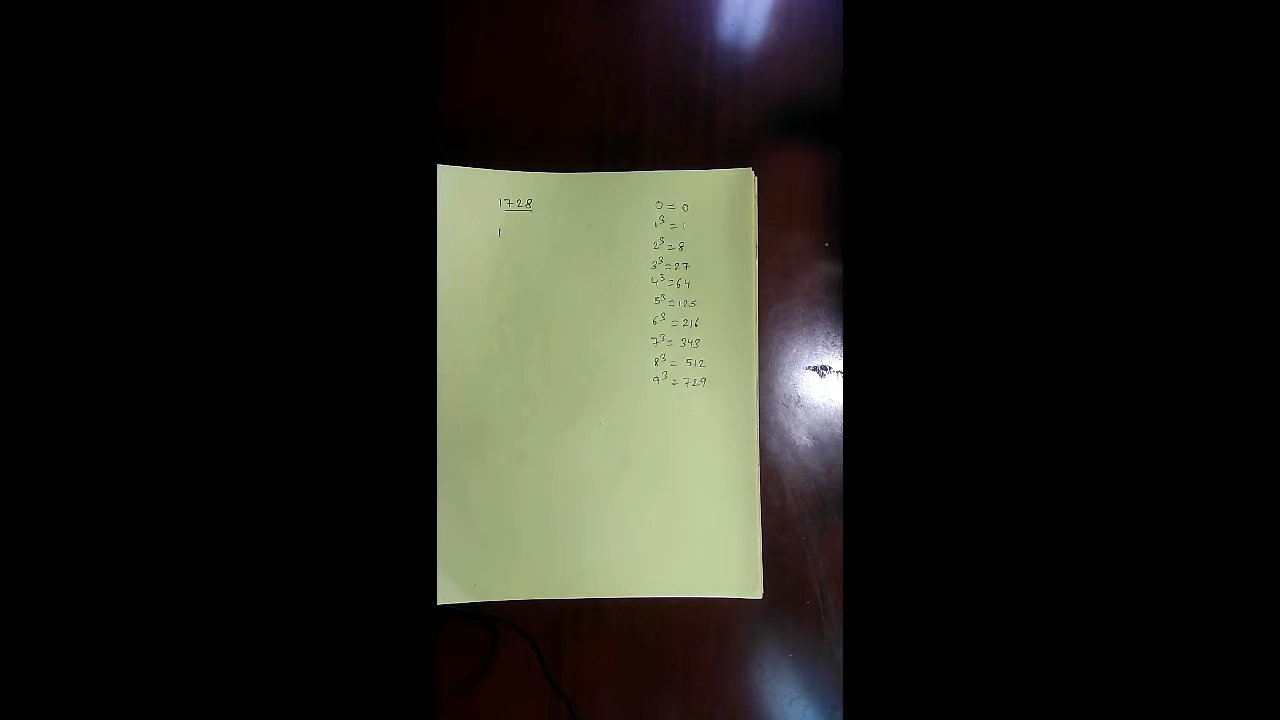 1728
1
0 = 0
1³ = 1
2³ = 8
3³ = 27
4³ = 64
5³ = 125
6³ = 216
7³ = 343
8³ = 512
9³ = 729